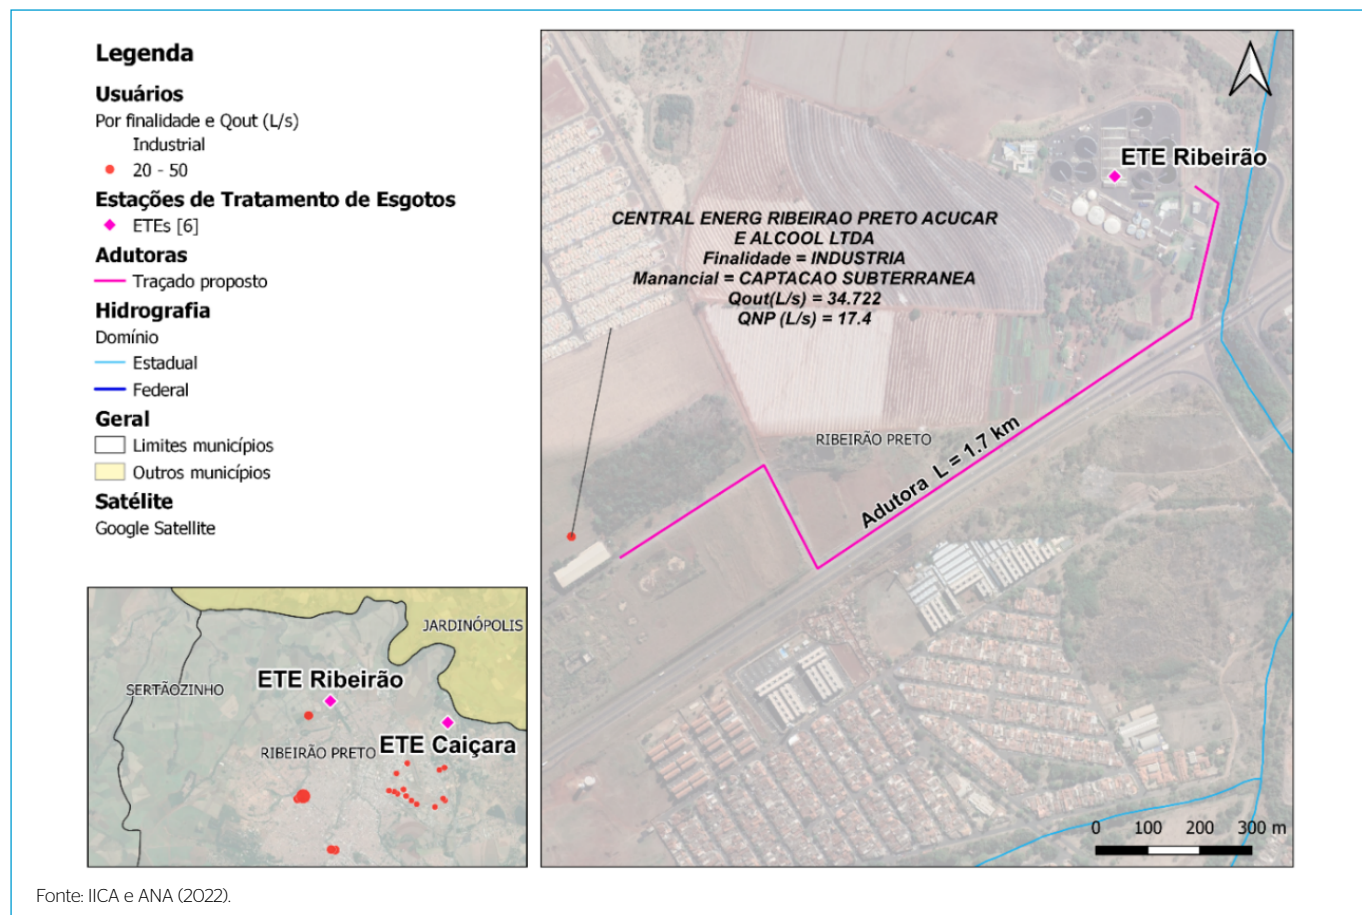 Legenda
Usuários
Por finalidade e Qout (L/s)
Industrial
20 - 50
Estações de Tratamento de Esgotos
ETEs [6]
Adutoras
Traçado proposto
Hidrografia
Domínio
Estadual
Federal
Geral
Limites municípios
Outros municípios
Satélite
Google Satellite
JARDINÓPOLIS
ETE Ribeirão
SERTÃOZINHO
RIBEIRÃO PRETO
ETE Caiçara
ETE Ribeirão
CENTRAL ENERG RIBEIRAO PRETO ACUCAR
E ALCOOL LTDA
Finalidade = INDUSTRIA
Manancial = CAPTACAO SUBTERRANEA
Qout(L/s) = 34.722
QNP (L/s) = 17.4
RIBEIRÃO PRETO
Adutora L = 1.7 km
0 100 200 300 m
Fonte: IICA e ANA (2022).